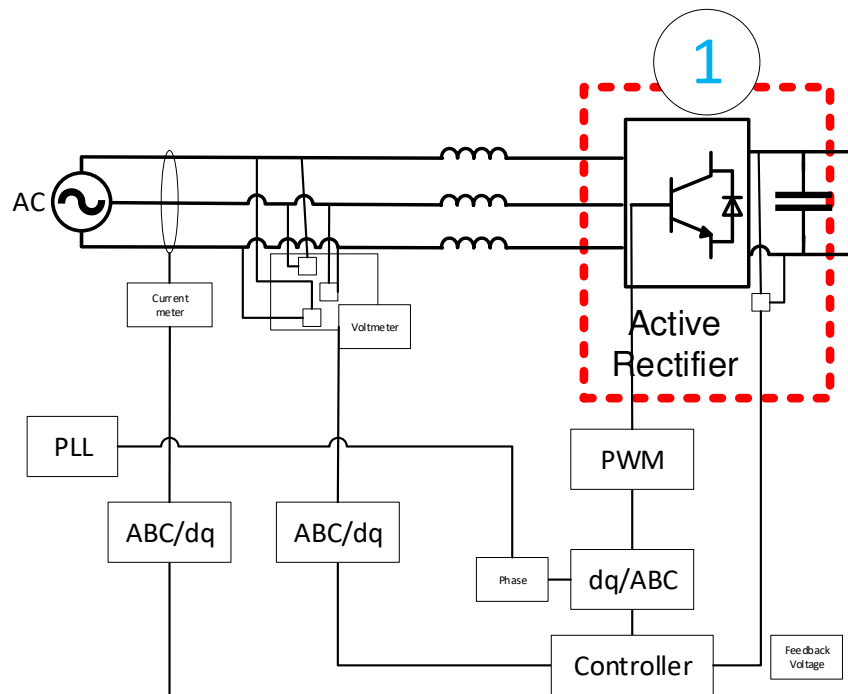 1
AC
Current
meter
Voltmeter
Active
Rectifier
PLL
PWM
ABC/dq
ABC/dq
Phase
dq/ABC
Controller
Feedback
Voltage